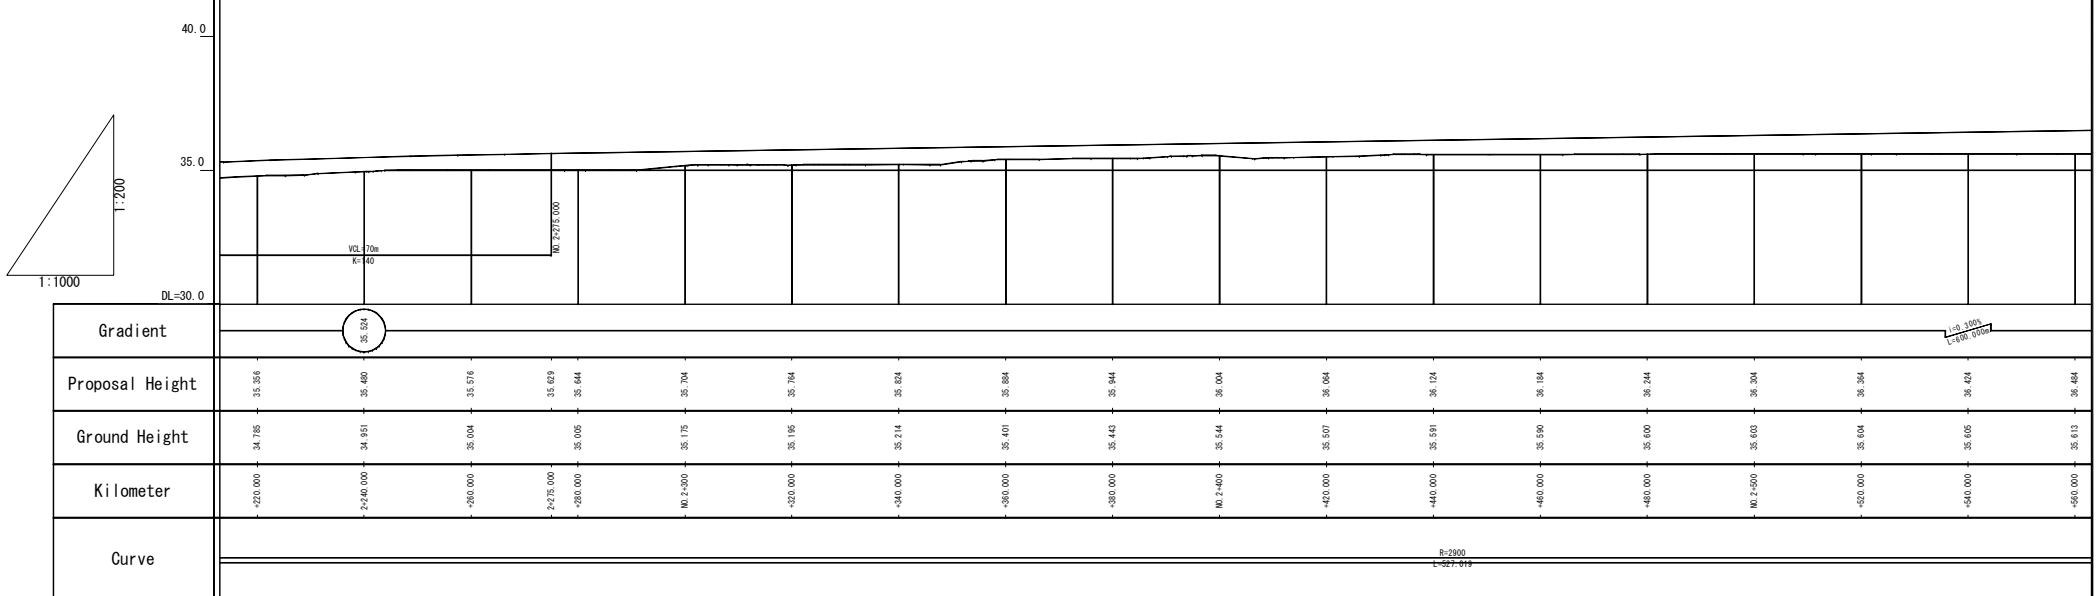 40.0
35.0
1:200
1:1000
DL=30.0
VCL=70m
K=140
NO.2+275.000
Gradient
35.524
i=0.300%
L=600.000m
Proposal Height
35.356 35.480 35.576 35.629 35.644 35.704 35.764 35.824 35.884 35.944 36.004 36.064 36.124 36.184 36.244 36.304 36.364 36.424 36.484
Ground Height
34.785 34.951 35.004 35.005 35.175 35.195 35.214 35.401 35.443 35.544 35.507 35.591 35.590 35.600 35.603 35.604 35.605 35.613
Kilometer
+220.000 2+240.000 +260.000 2+275.000 +280.000 NO.2+300 +320.000 +340.000 +360.000 +380.000 NO.2+400 +420.000 +440.000 +460.000 +480.000 NO.2+500 +520.000 +540.000 +560.000
Curve
R=2900
L=527.019